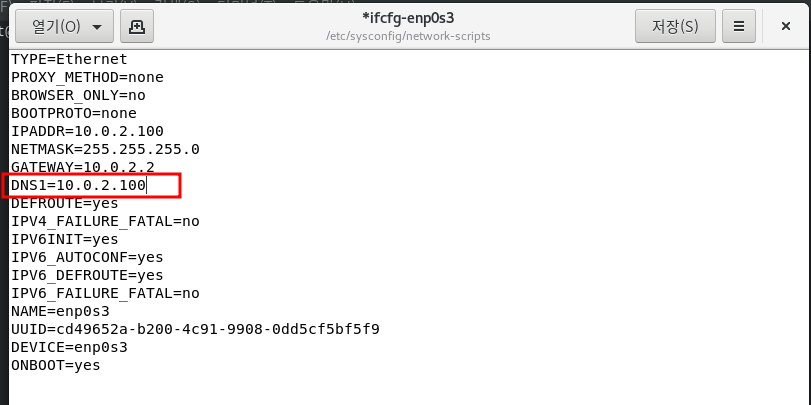 *ifcfg-enp0s3
열기(O)
/etc/sysconfig/network-scripts
저장(S)
TYPE=Ethernet
PROXY_METHOD=none
BROWSER_ONLY=no
BOOTPROTO=none
IPADDR=10.0.2.100
NETMASK=255.255.255.0
GATEWAY=10.0.2.2
DNS1=10.0.2.100
DEFROUTE=yes
IPV4_FAILURE_FATAL=no
IPV6INIT=yes
IPV6_AUTOCONF=yes
IPV6_DEFROUTE=yes
IPV6_FAILURE_FATAL=no
NAME=enp0s3
UUID=cd49652a-b200-4c91-9908-0dd5cf5bf5f9
DEVICE=enp0s3
ONBOOT=yes